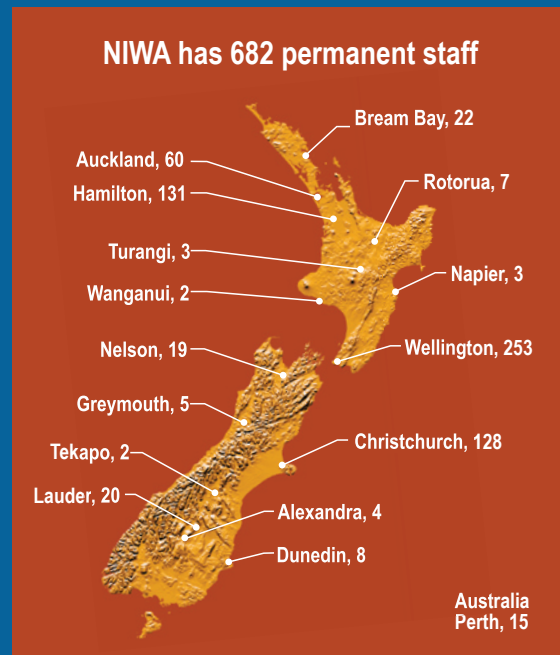 NIWA has 682 permanent staff
Bream Bay, 22
Auckland, 60
Rotorua, 7
Hamilton, 131
Turangi, 3
Napier, 3
Wanganui, 2
Nelson, 19
Wellington, 253
Greymouth, 5
Christchurch, 128
Tekapo, 2
Lauder, 20
Alexandra, 4
Dunedin, 8
Australia
Perth, 15